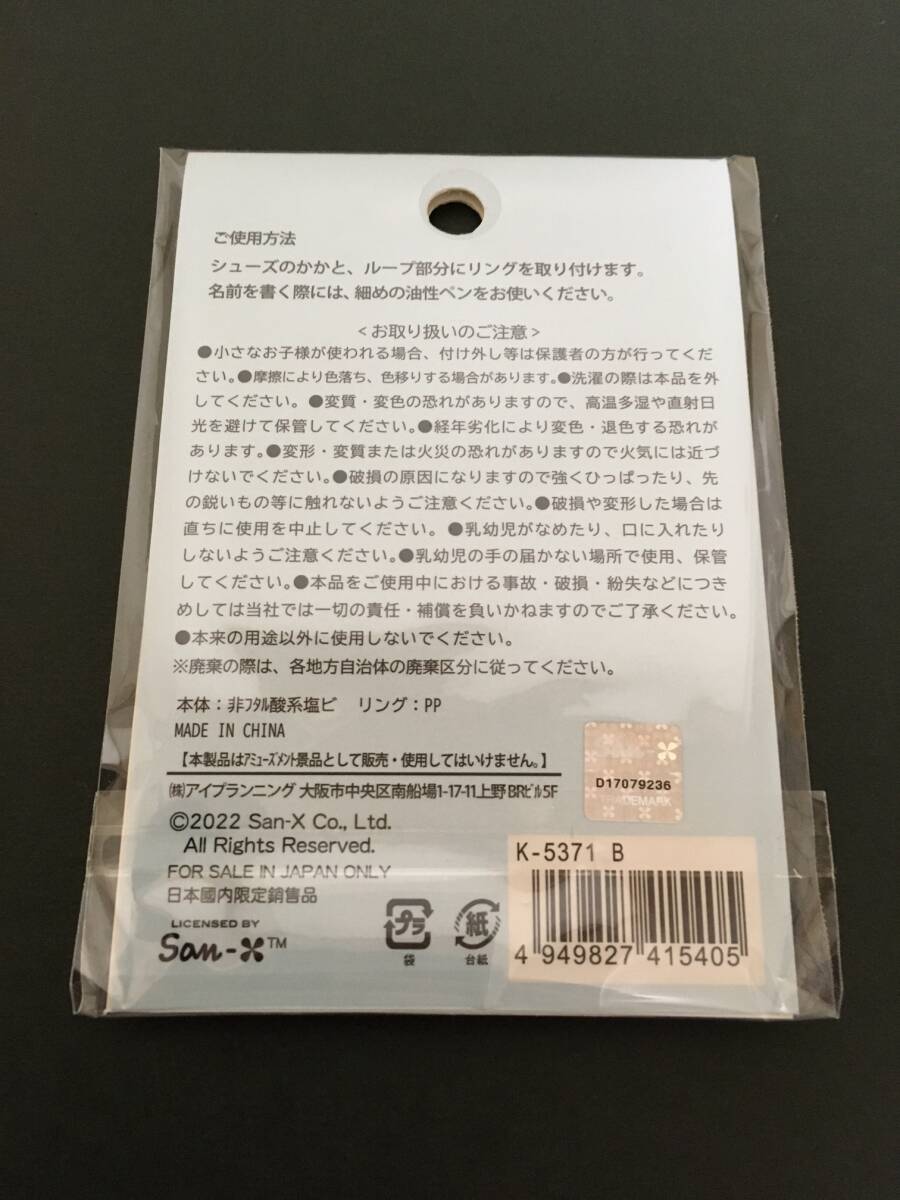 ご使用方法
シューズのかかと、ループ部分にリングを取り付けます。
名前を書く際には、細めの油性ペンをお使いください。
<お取り扱いのご注意>
●小さなお子様が使われる場合、付け外し等は保護者の方が行ってくだ
さい。●摩擦により色落ち、色移りする場合があります。●洗濯の際は本品を外
してください。●変質・変色の恐れがありますので、高温多湿や直射日
光を避けて保管してください。●経年劣化により変色・退色する恐れが
あります。●変形・変質または火災の恐れがありますので火気には近づ
けないでください。●破損の原因になりますので強くひっぱったり、先
の鋭いもの等に触れないようご注意ください。●破損や変形した場合は
直ちに使用を中止してください。●乳幼児がなめたり、口に入れたり
しないようご注意ください。●乳幼児の手の届かない場所で使用、保管
してください。●本品をご使用中における事故・破損・紛失などにつき
めしては当社では一切の責任・補償を負いかねますのでご了承ください。
●本来の用途以外に使用しないでください。
※廃棄の際は、各地方自治体の廃棄区分に従ってください。
本体：非フタル酸系塩ビ リング：PP
MADE IN CHINA
【本製品はアミューズメント景品として販売・使用してはいけません。】
㈱アイプランニング 大阪市中央区南船場1-17-11上野BRビル5F
©2022 San-X Co., Ltd.
All Rights Reserved.
FOR SALE IN JAPAN ONLY
日本國内限定銷售品
LICENSED BY
San-X™
プラ
袋
紙
台紙
D17079236
TRADEMARK
K-5371 B
4 949827 415405